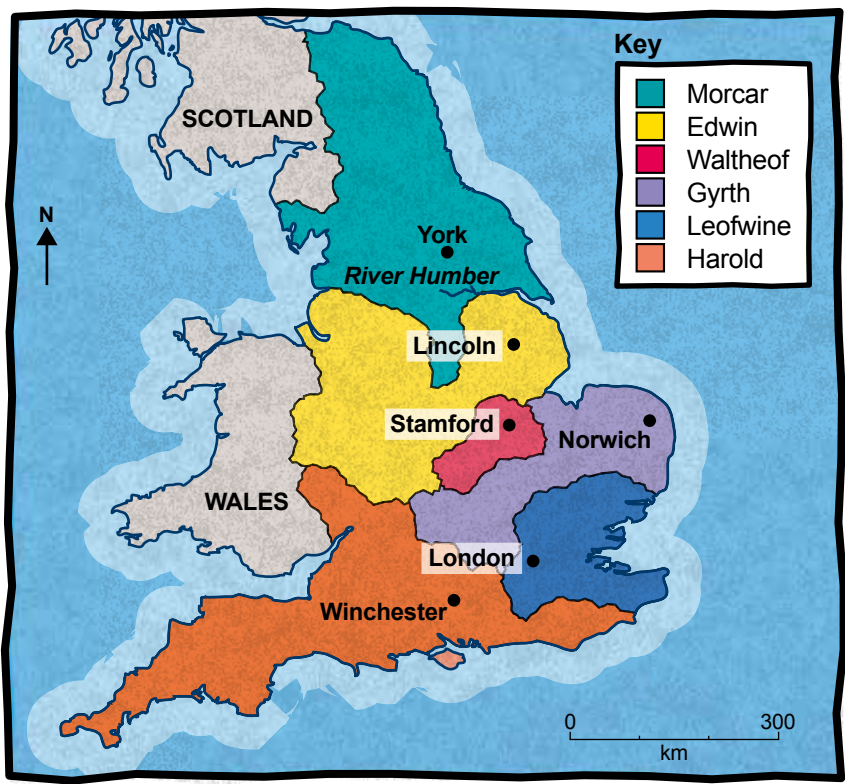 Key
Morcar
Edwin
Waltheof
Gyrth
Leofwine
Harold
SCOTLAND
N
York
River Humber
Lincoln
Stamford
Norwich
WALES
London
Winchester
0 300
km